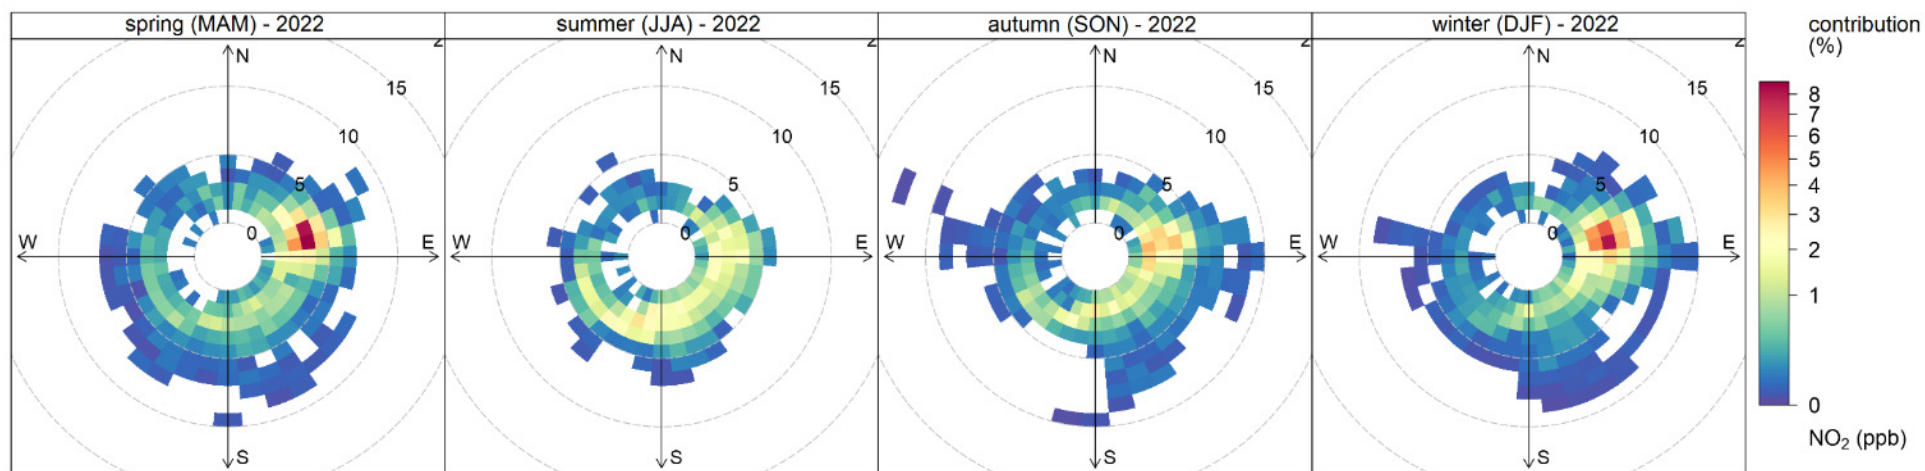 spring (MAM) - 2022
summer (JJA) - 2022
autumn (SON) - 2022
winter (DJF) - 2022
contribution
(%)
N
15
10
5
0
W
E
S
N
15
10
5
0
W
E
S
N
15
10
5
0
W
E
S
N
15
10
5
0
W
E
S
8
7
6
5
4
3
2
1
0
NO₂ (ppb)